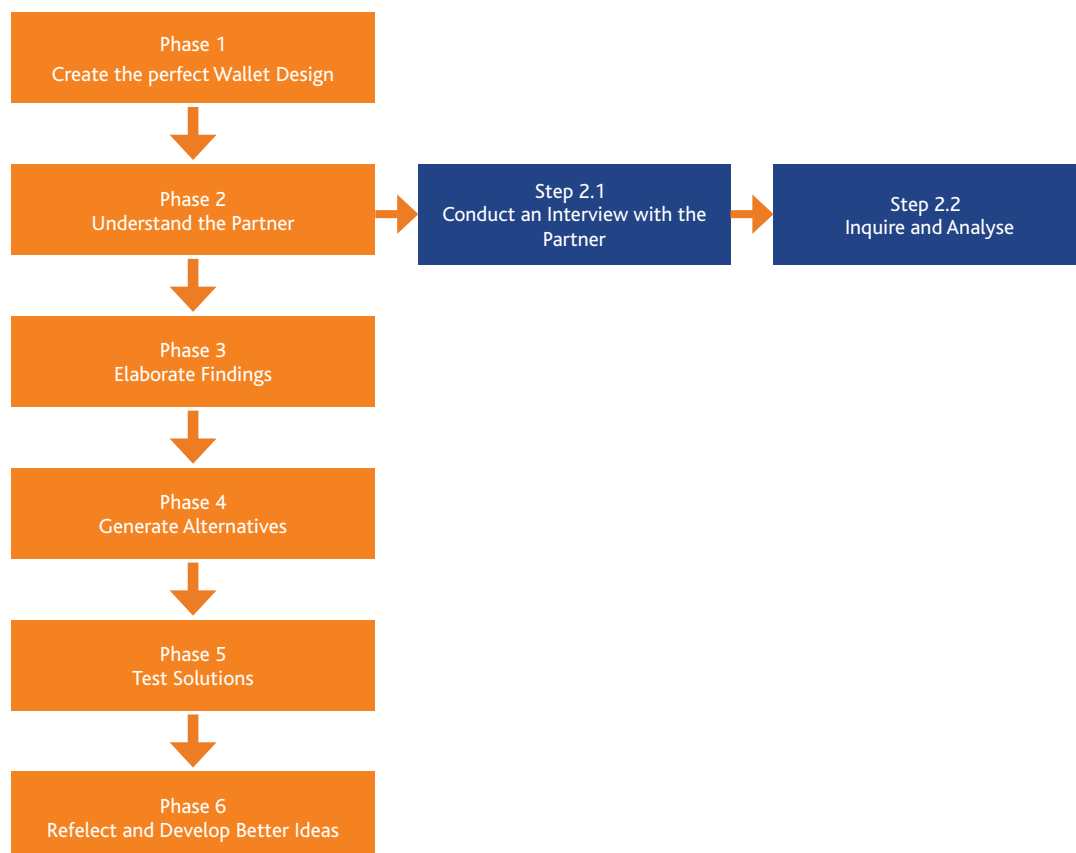 Phase 1
Create the perfect Wallet Design
Phase 2
Understand the Partner
Step 2.1
Conduct an Interview with the
Partner
Step 2.2
Inquire and Analyse
Phase 3
Elaborate Findings
Phase 4
Generate Alternatives
Phase 5
Test Solutions
Phase 6
Refelect and Develop Better Ideas